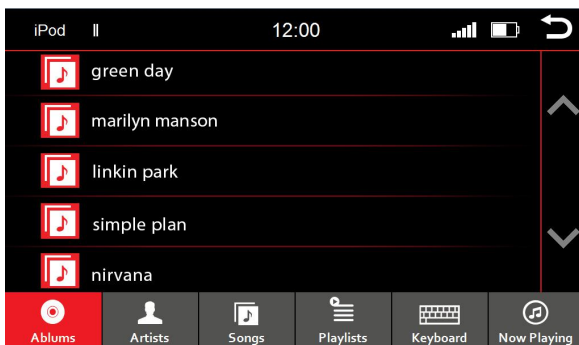 iPod II 12:00
green day
marilyn manson
linkin park
simple plan
nirvana
Ablums Artists Songs Playlists Keyboard Now Playing